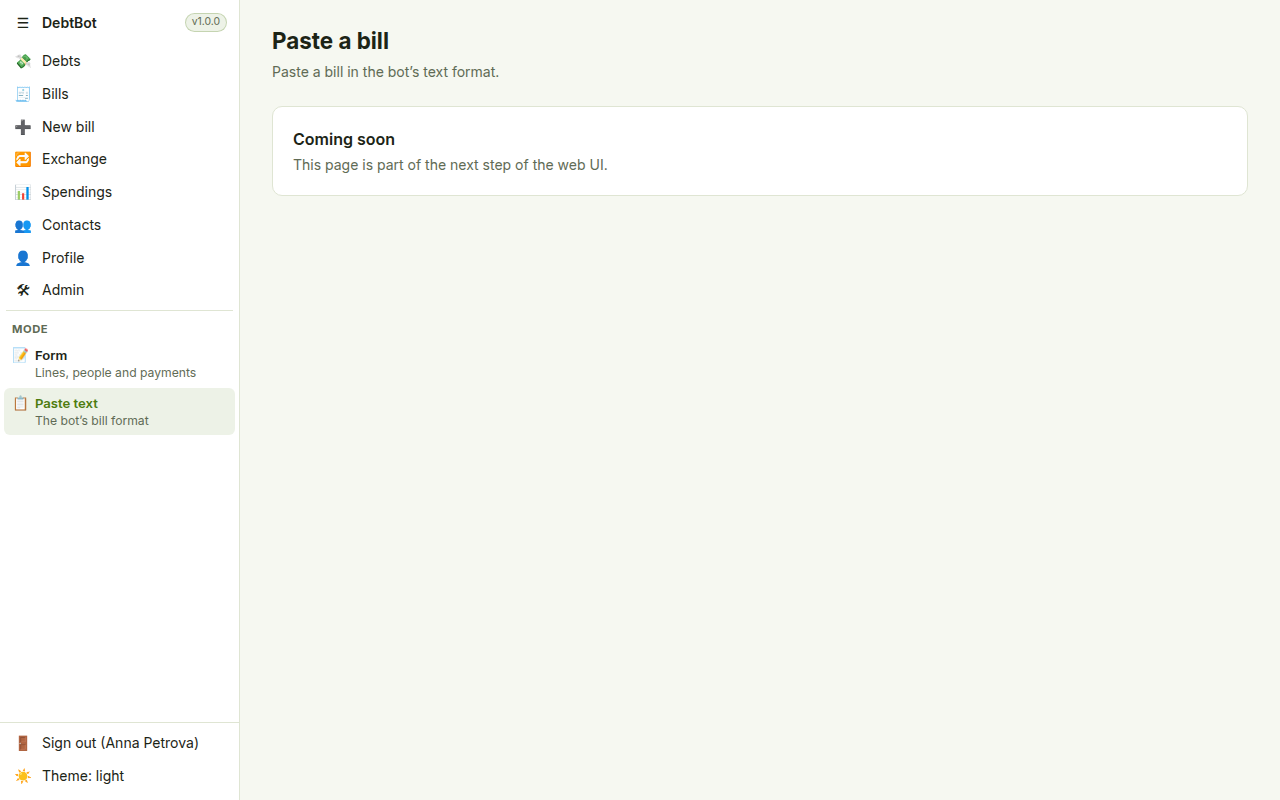 DebtBot
v1.0.0
Debts
Bills
New bill
Exchange
Spendings
Contacts
Profile
Admin
MODE
Form
Lines, people and payments
Paste text
The bot’s bill format
Sign out (Anna Petrova)
Theme: light
Paste a bill
Paste a bill in the bot’s text format.
Coming soon
This page is part of the next step of the web UI.